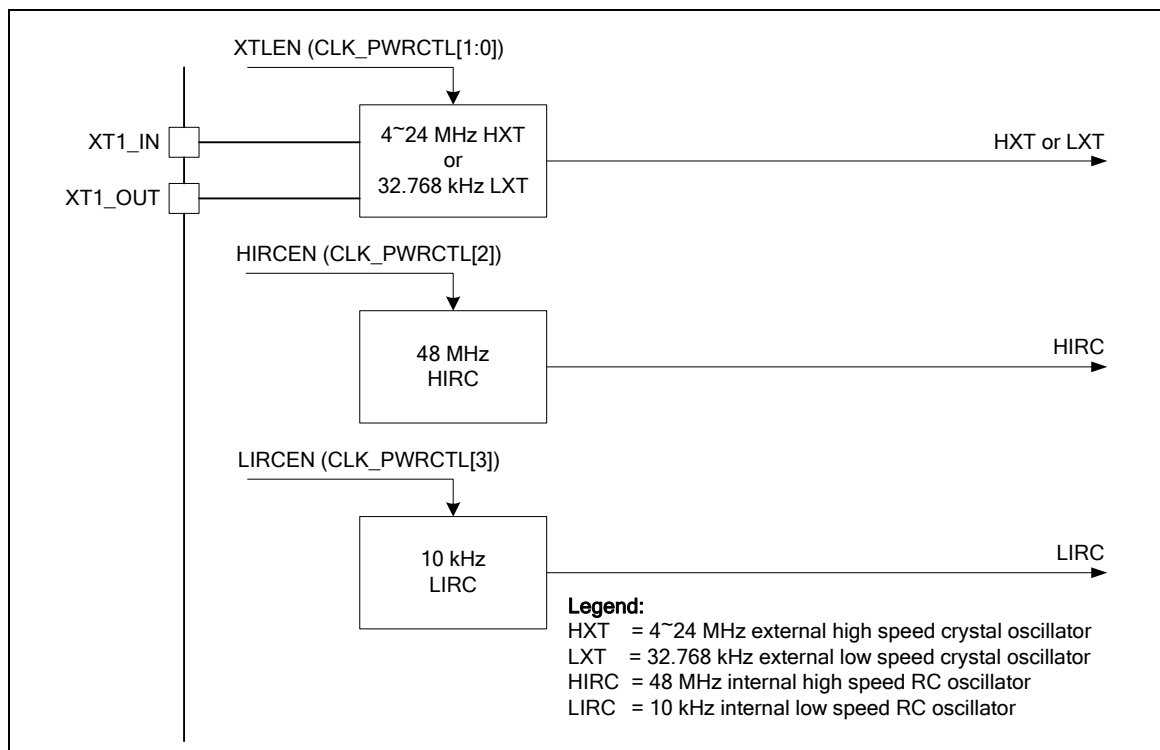 XTLEN (CLK_PWRCTL[1:0])
XT1_IN
4~24 MHz HXT
or
32.768 kHz LXT
HXT or LXT
XT1_OUT
HIRCEN (CLK_PWRCTL[2])
48 MHz
HIRC
HIRC
LIRCEN (CLK_PWRCTL[3])
10 kHz
LIRC
LIRC
Legend:
HXT = 4~24 MHz external high speed crystal oscillator
LXT = 32.768 kHz external low speed crystal oscillator
HIRC = 48 MHz internal high speed RC oscillator
LIRC = 10 kHz internal low speed RC oscillator